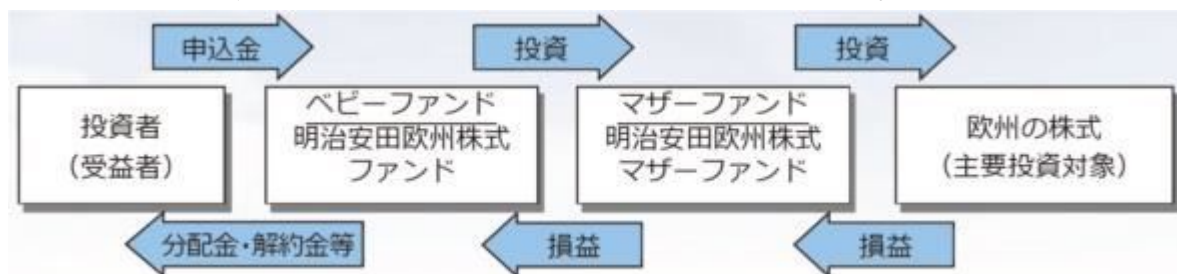 申込金
投資
投資
投資者
(受益者)
ベビーファンド
明治安田欧州株式
ファンド
マザーファンド
明治安田欧州株式
マザーファンド
欧州の株式
(主要投資対象)
分配金・解約金等
損益
損益